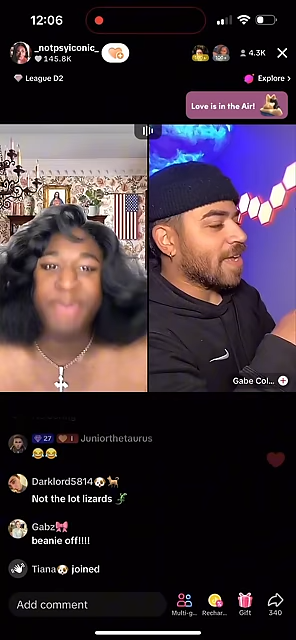 12:06
_notpsyiconic_
145.8K
4.3K
League D2
Explore >
Love is in the Air!
Gabe Col...
27
Juniorthetaurus
😂😂
Darklord5814🐶🐕
Not the lot lizards 🦎
Gabz🎀
beanie off!!!!
Tiana🐶 joined
Add comment
Multi-g...
Rechar...
Gift
340